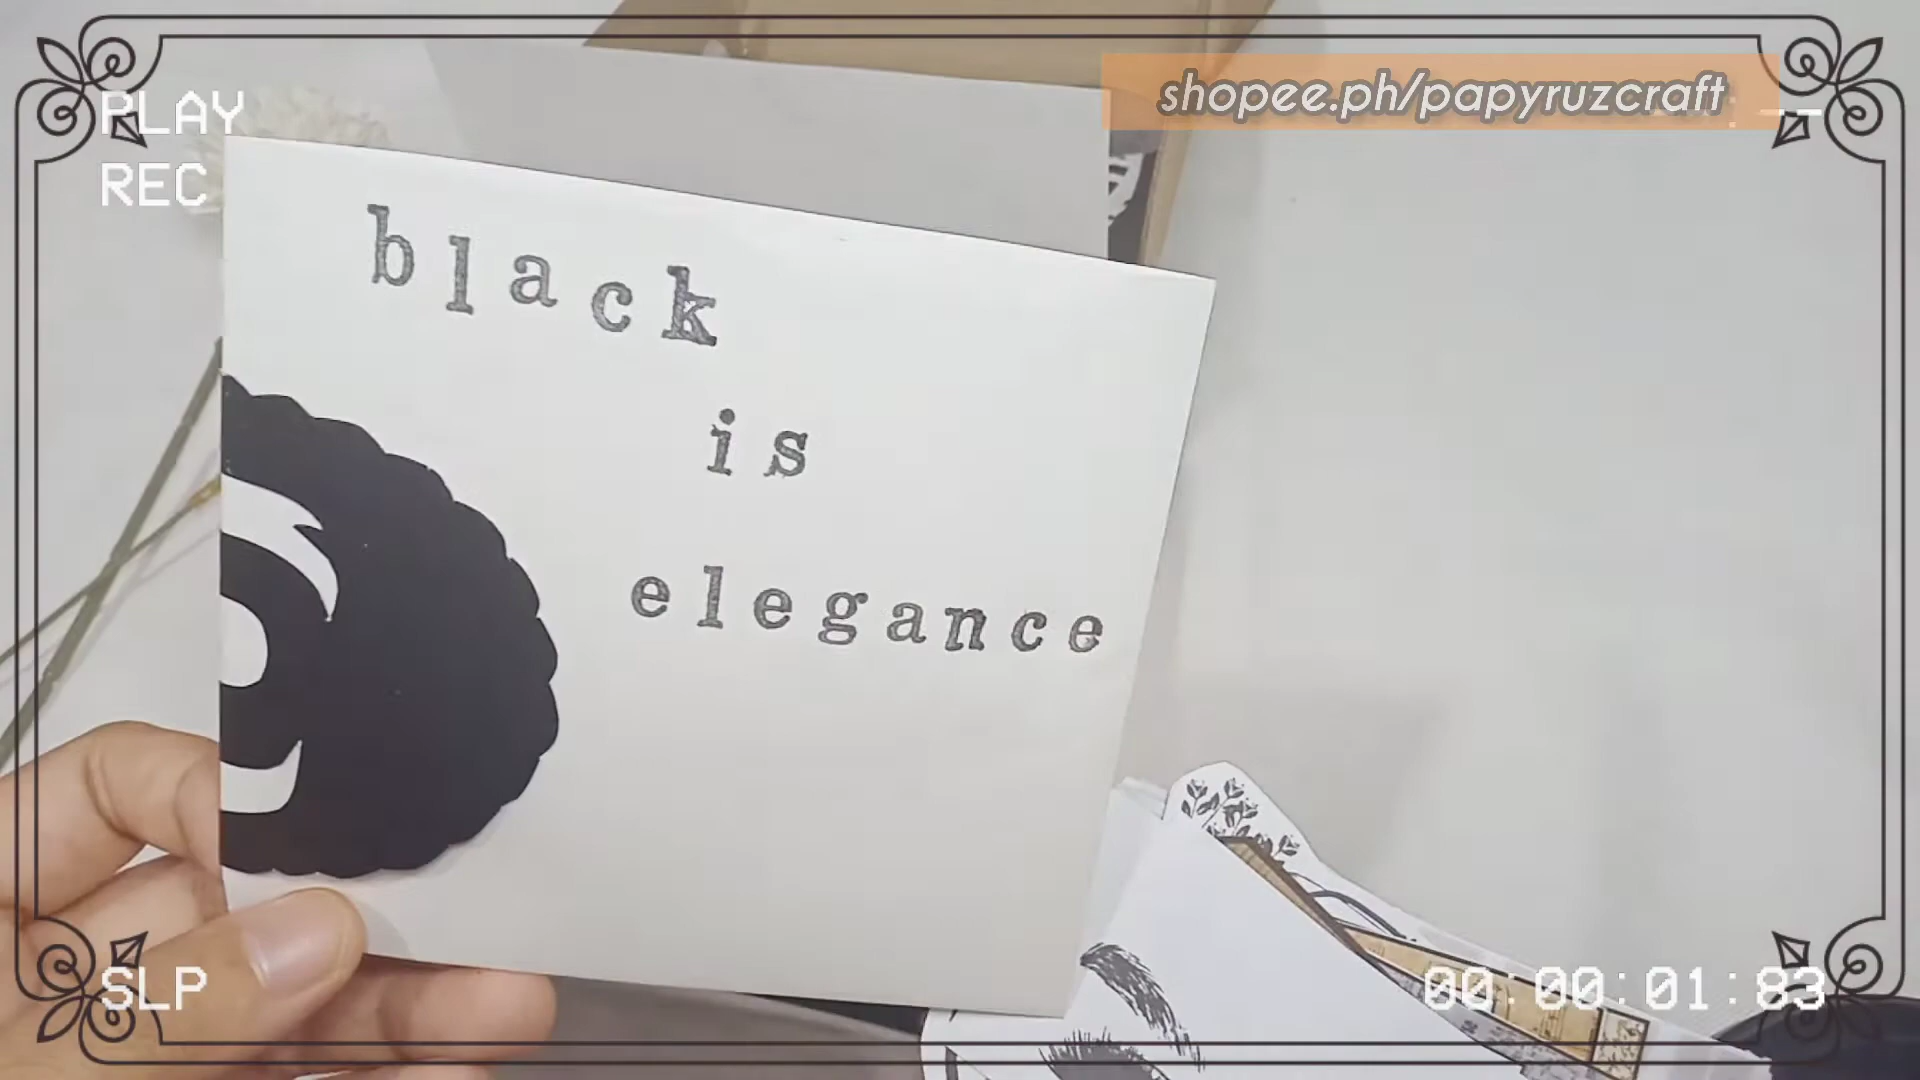 shopee.ph/papyruzcraft
PLAY
REC
black
is
elegance
SLP
00:00:01:83